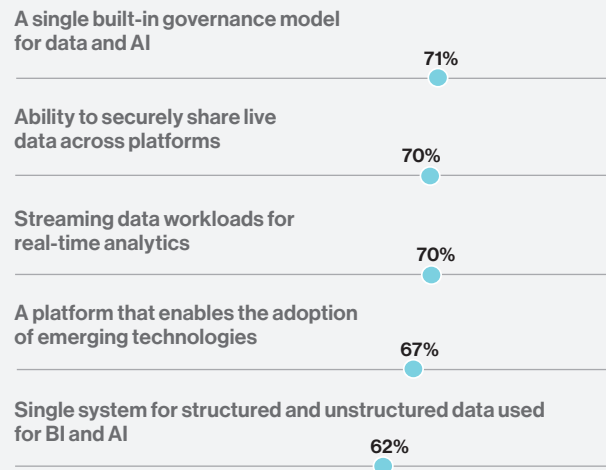 A single built-in governance model
for data and AI
71%
Ability to securely share live
data across platforms
70%
Streaming data workloads for
real-time analytics
70%
A platform that enables the adoption
of emerging technologies
67%
Single system for structured and unstructured data used
for BI and AI
62%